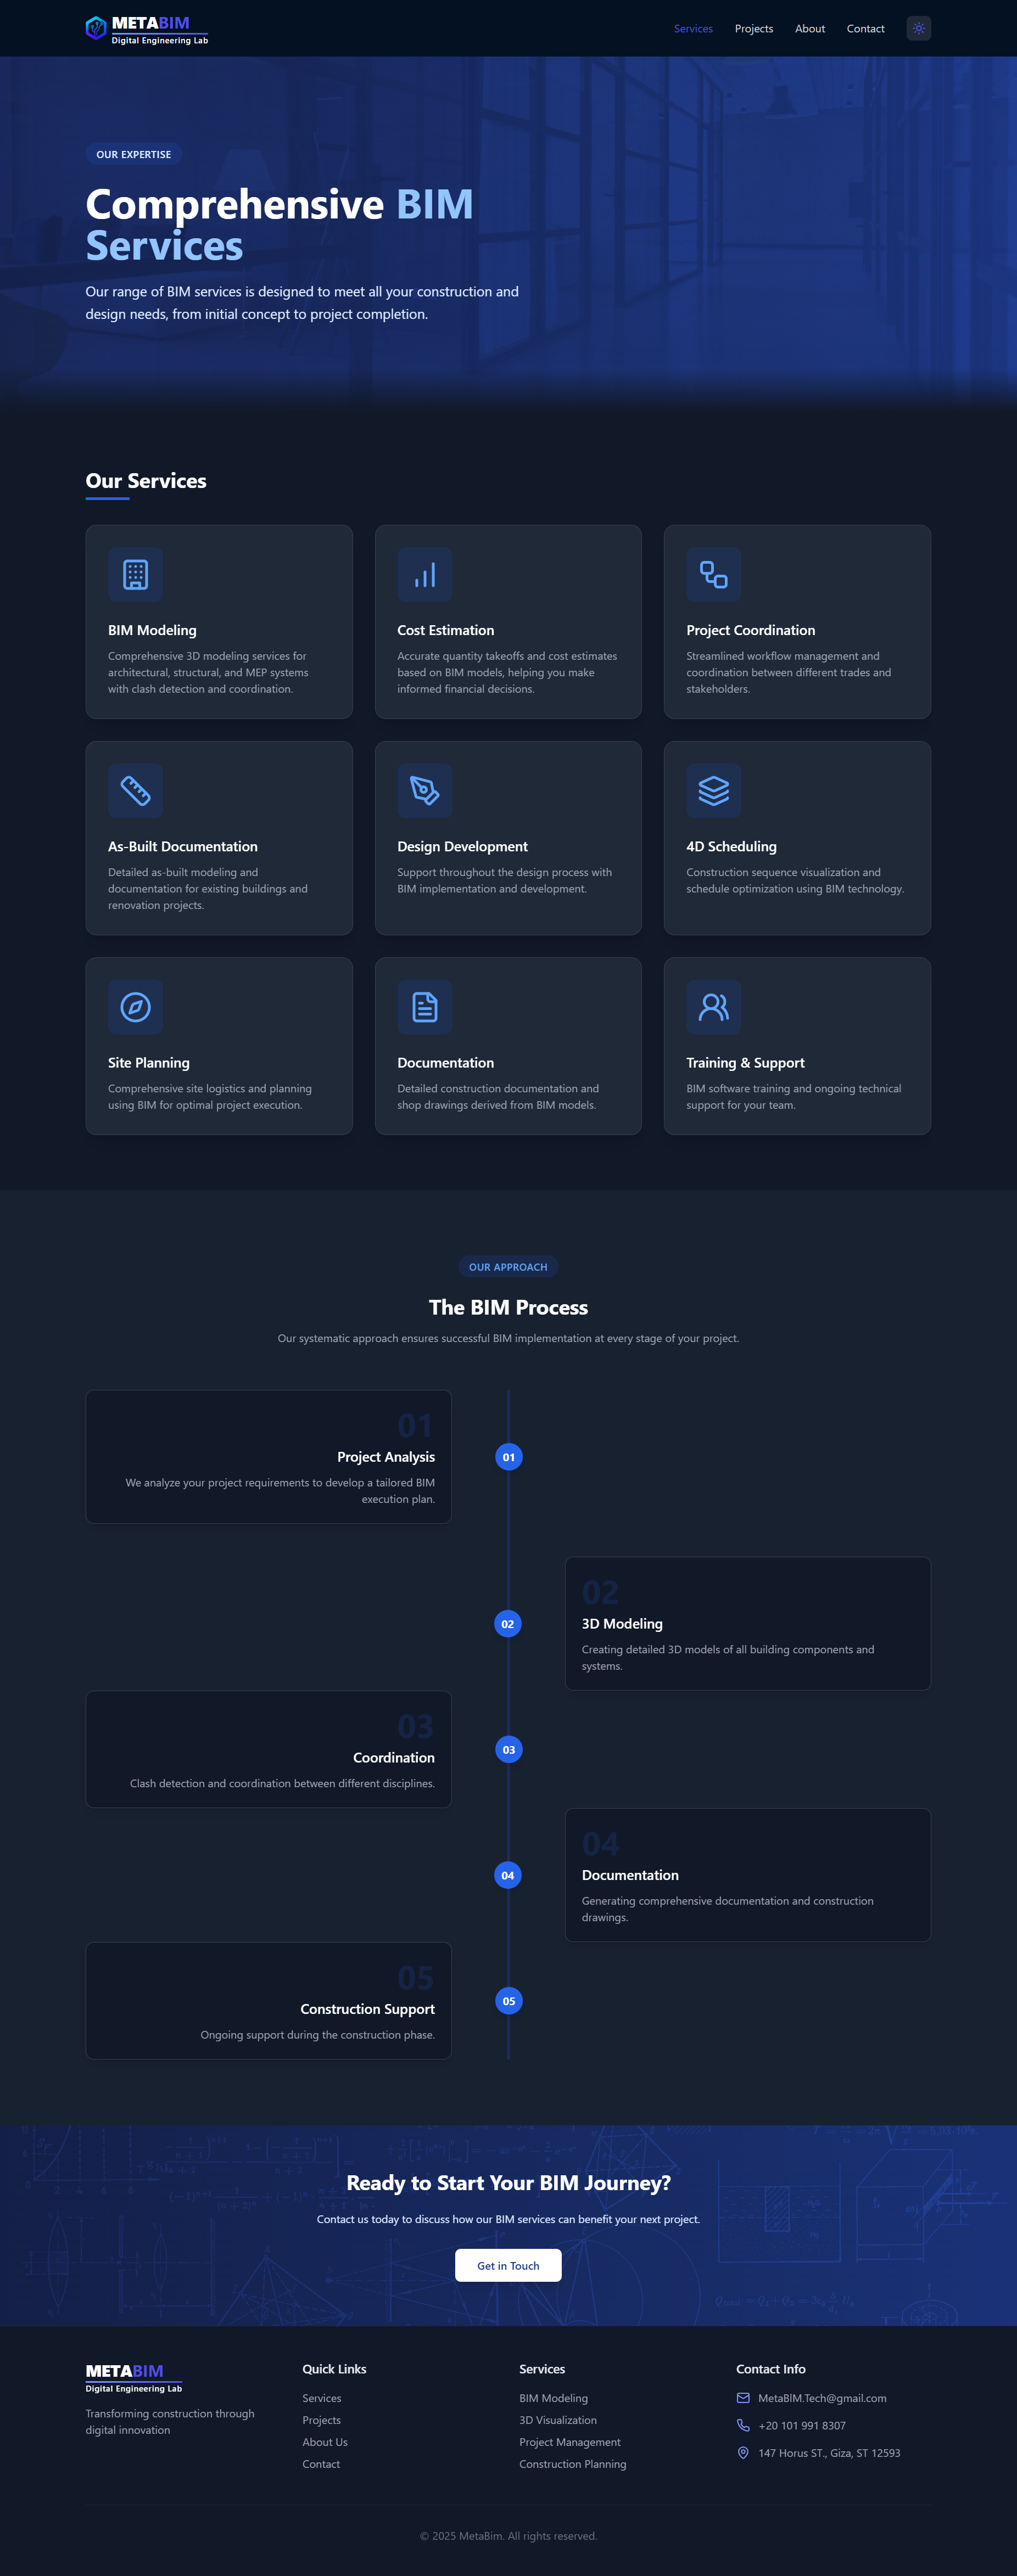 METABIM
Digital Engineering Lab
Services
Projects
About
Contact
OUR EXPERTISE
Comprehensive BIM
Services
Our range of BIM services is designed to meet all your construction and
design needs, from initial concept to project completion.
Our Services
BIM Modeling
Comprehensive 3D modeling services for
architectural, structural, and MEP systems
with clash detection and coordination.
Cost Estimation
Accurate quantity takeoffs and cost estimates
based on BIM models, helping you make
informed financial decisions.
Project Coordination
Streamlined workflow management and
coordination between different trades and
stakeholders.
As-Built Documentation
Detailed as-built modeling and
documentation for existing buildings and
renovation projects.
Design Development
Support throughout the design process with
BIM implementation and development.
4D Scheduling
Construction sequence visualization and
schedule optimization using BIM technology.
Site Planning
Comprehensive site logistics and planning
using BIM for optimal project execution.
Documentation
Detailed construction documentation and
shop drawings derived from BIM models.
Training & Support
BIM software training and ongoing technical
support for your team.
OUR APPROACH
The BIM Process
Our systematic approach ensures successful BIM implementation at every stage of your project.
01
Project Analysis
We analyze your project requirements to develop a tailored BIM
execution plan.
01
02
02
3D Modeling
Creating detailed 3D models of all building components and
systems.
03
Coordination
Clash detection and coordination between different disciplines.
03
04
04
Documentation
Generating comprehensive documentation and construction
drawings.
05
Construction Support
Ongoing support during the construction phase.
05
Ready to Start Your BIM Journey?
Contact us today to discuss how our BIM services can benefit your next project.
Get in Touch
METABIM
Digital Engineering Lab
Transforming construction through
digital innovation
Quick Links
Services
Projects
About Us
Contact
Services
BIM Modeling
3D Visualization
Project Management
Construction Planning
Contact Info
MetaBIM.Tech@gmail.com
+20 101 991 8307
147 Horus ST., Giza, ST 12593
© 2025 MetaBim. All rights reserved.